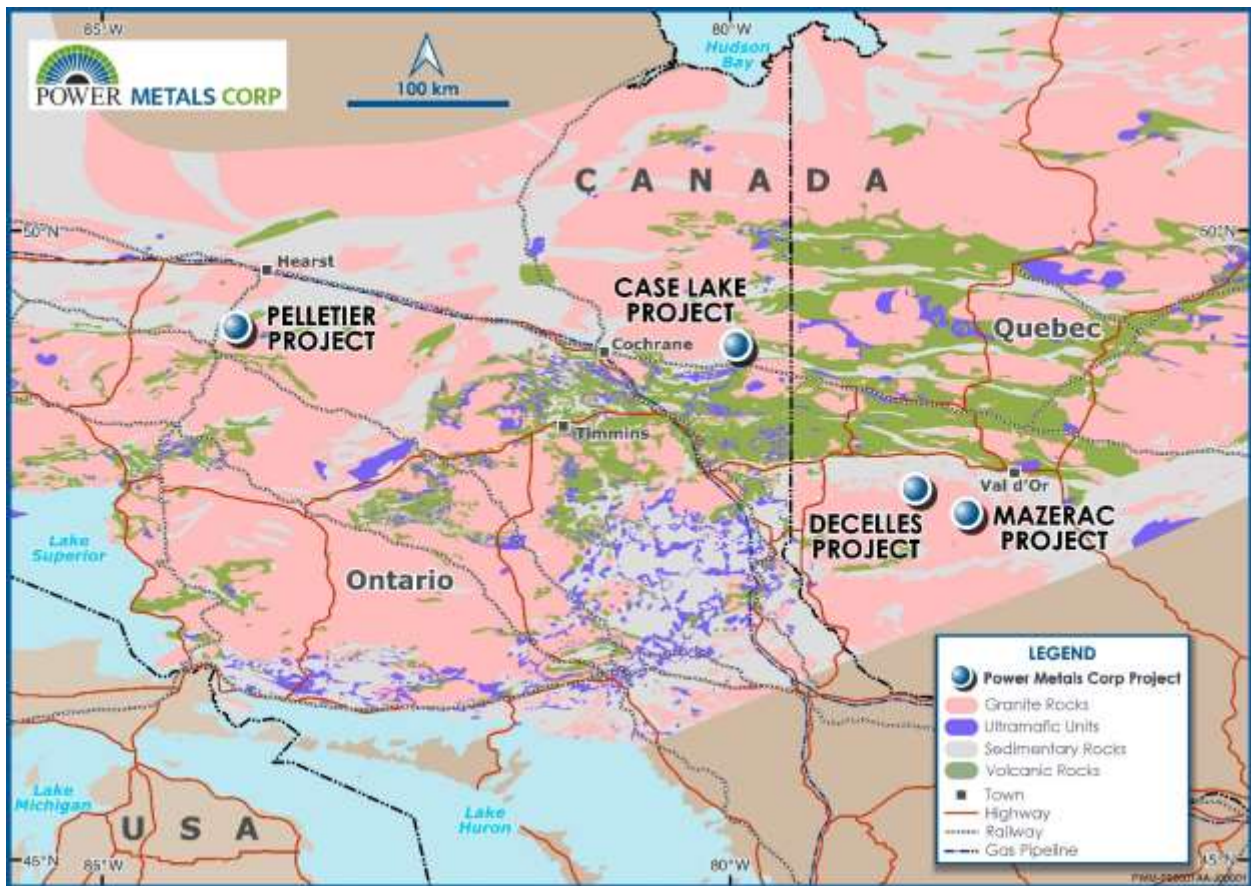 85°W
80°W
Hudson
Bay
POWER METALS CORP
100 km
CANADA
50°N
50°N
Hearst
CASE LAKE
PROJECT
PELLETIER
PROJECT
Quebec
Cochrane
Timmins
Val d'Or
DECELLES
PROJECT
MAZERAC
PROJECT
Lake
Superior
Ontario
LEGEND
Power Metals Corp Project
Granite Rocks
Ultramafic Units
Sedimentary Rocks
Volcanic Rocks
Town
Highway
Railway
Gas Pipeline
Lake
Michigan
USA
Lake
Huron
45°N
85°W
80°W
45°N